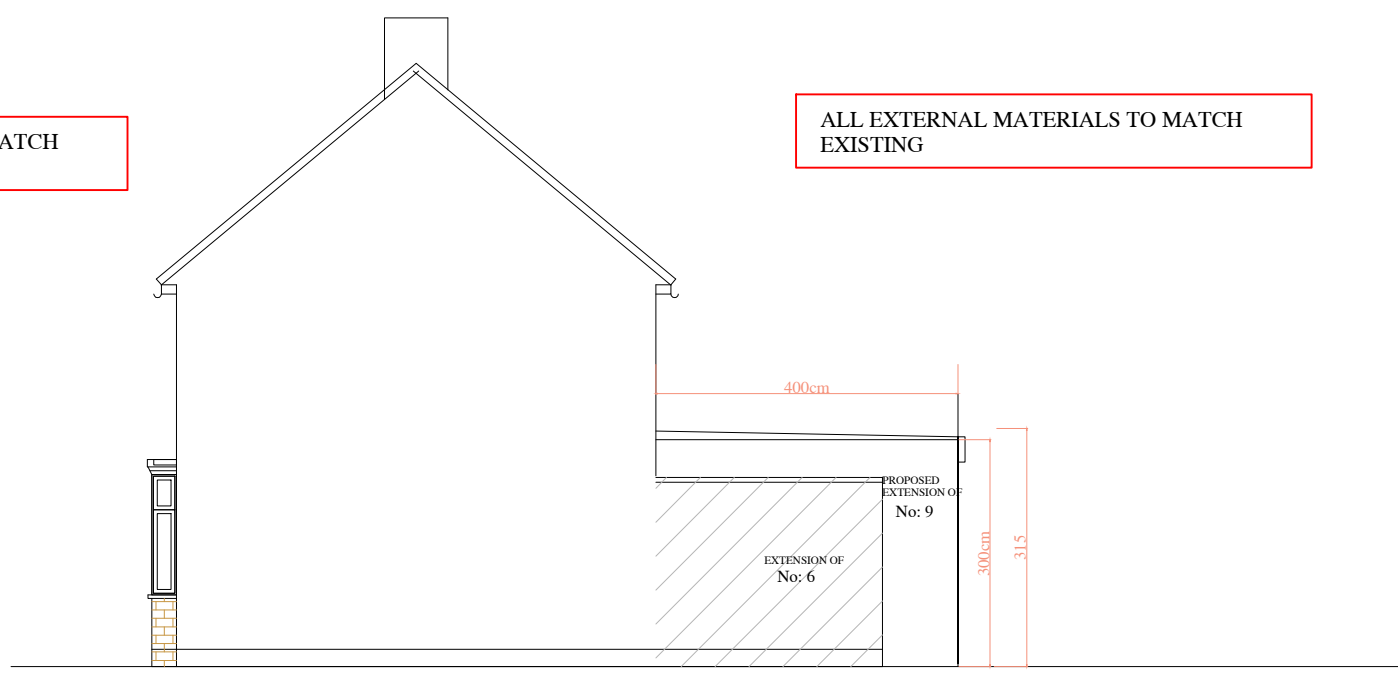 ATCH
ALL EXTERNAL MATERIALS TO MATCH
EXISTING
400cm
PROPOSED
EXTENSION OF
No: 9
EXTENSION OF
No: 6
300cm
315